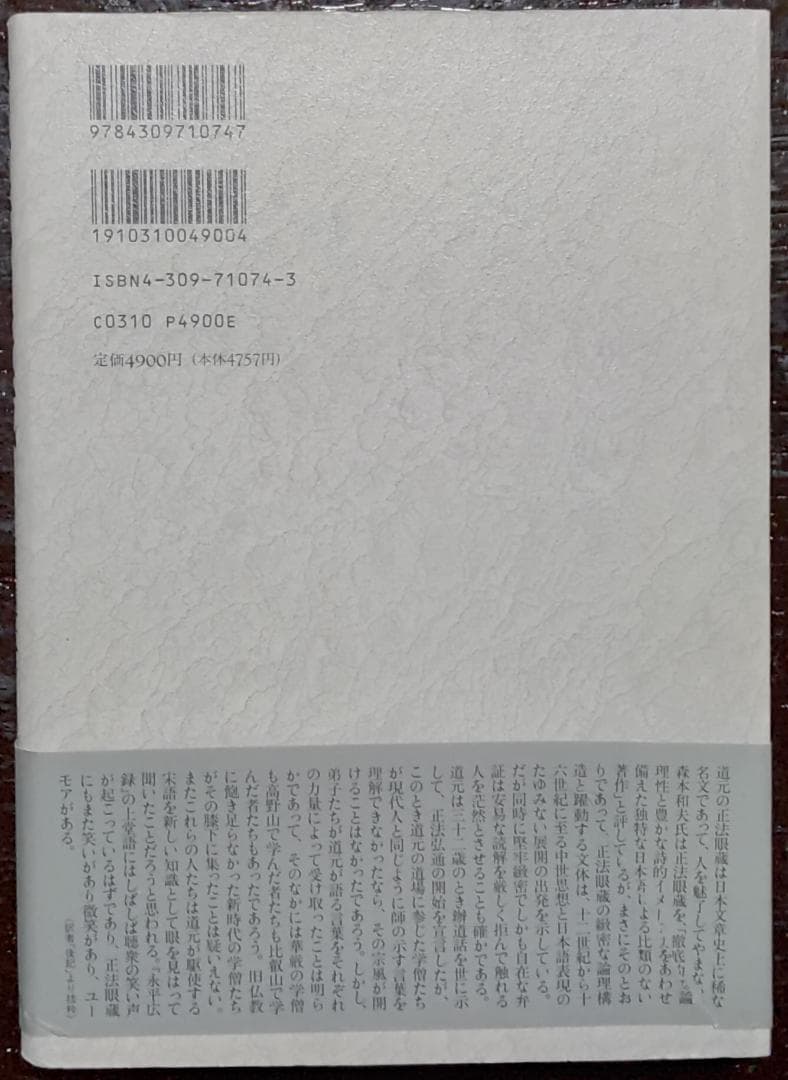 9784309710747
1910310049004
ISBN4-309-71074-3
C0310 P4900E
定価4900円（本体4757円）
道元の正法眼蔵は日本文章史上に稀な
名文であって、人を魅了してやまない。
森本和夫氏は正法眼蔵を、「徹底的な論
理性と豊かな詩的イメージをあわせ
備えた独特な日本語による比類のない
著作」と評しているが、まさにそのとお
りであって、正法眼蔵の緻密な論理構
造と躍動する文体は、十二世紀から十
六世紀に至る中世思想と日本語表現の
たゆみない展開の出発を示している。
だが同時に堅牢緻密でしかも自在な弁
証は安易な読解を厳しく拒んで触れる
人を茫然とさせることも確かである。
道元は三十二歳のとき辦道話を世に示
して、正法弘通の開始を宣言したが、
このとき道元の道場に参じた学僧たち
が現代人と同じように師の示す言葉を
理解できなかったなら、その宗風が開
けることはなかったであろう。しかし、
弟子たちが道元が語る言葉をそれぞれ
の力量によって受け取ったことは明ら
かであって、そのなかには華厳の学僧
も高野山で学んだ者たちも比叡山で学
んだ者たちもあったであろう。旧仏教
に飽き足らなかった新時代の学僧たち
がその膝下に集ったことは疑いえない。
またこれらの人たちは道元が駆使する
宋語を新しい知識として眼を見はって
聞いたことだろうと思われる。『永平広
録』の上堂語にはしばしば聴衆の笑い声
が起こっているはずであり、正法眼蔵
にもまた笑いがあり微笑があり、ユー
モアがある。
（訳者「後記」より抜粋）